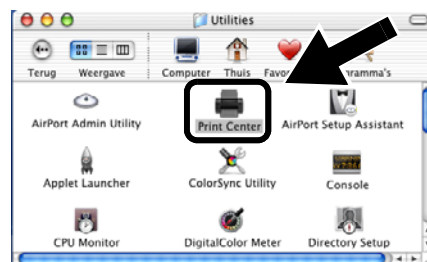 Utilities
Terug Weergave Computer Thuis Favo
AirPort Admin Utility Print Center AirPort Setup Assistant
Applet Launcher ColorSync Utility Console
CPU Monitor DigitalColor Meter Directory Setup